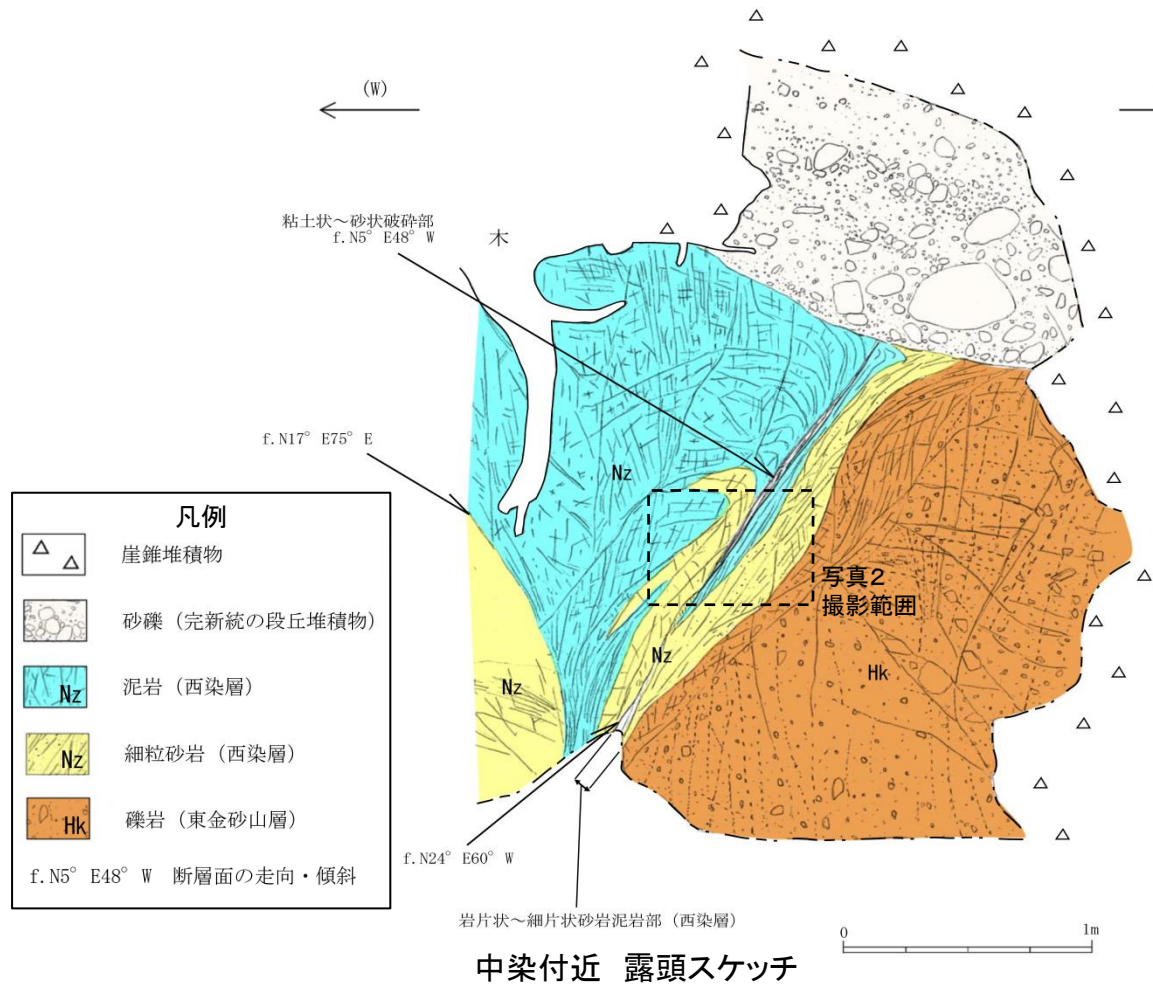 (W)
粘土状～砂状破砕部
f.N5°E48°W
木
f.N17°E75°E
Nz
写真2
撮影範囲
Nz
Nz
Hk
凡例
崖錐堆積物
砂礫（完新統の段丘堆積物）
Nz 泥岩（西染層）
Nz 細粒砂岩（西染層）
Hk 礫岩（東金砂山層）
f.N5°E48°W 断層面の走向・傾斜
f.N24°E60°W
岩片状～細片状砂岩泥岩部（西染層）
0 1m
中染付近 露頭スケッチ